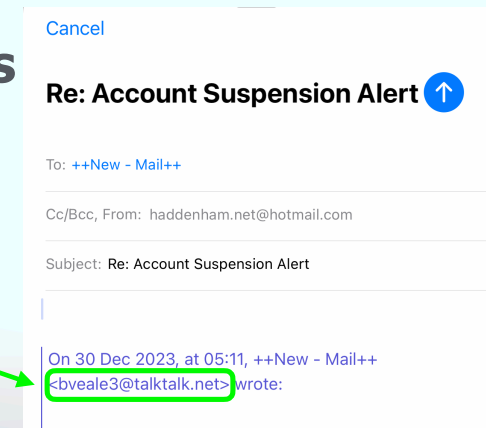 Cancel
s
Re: Account Suspension Alert
To: ++New - Mail++
Cc/Bcc, From: haddenham.net@hotmail.com
Subject: Re: Account Suspension Alert
On 30 Dec 2023, at 05:11, ++New - Mail++
<bveale3@talktalk.net> wrote: